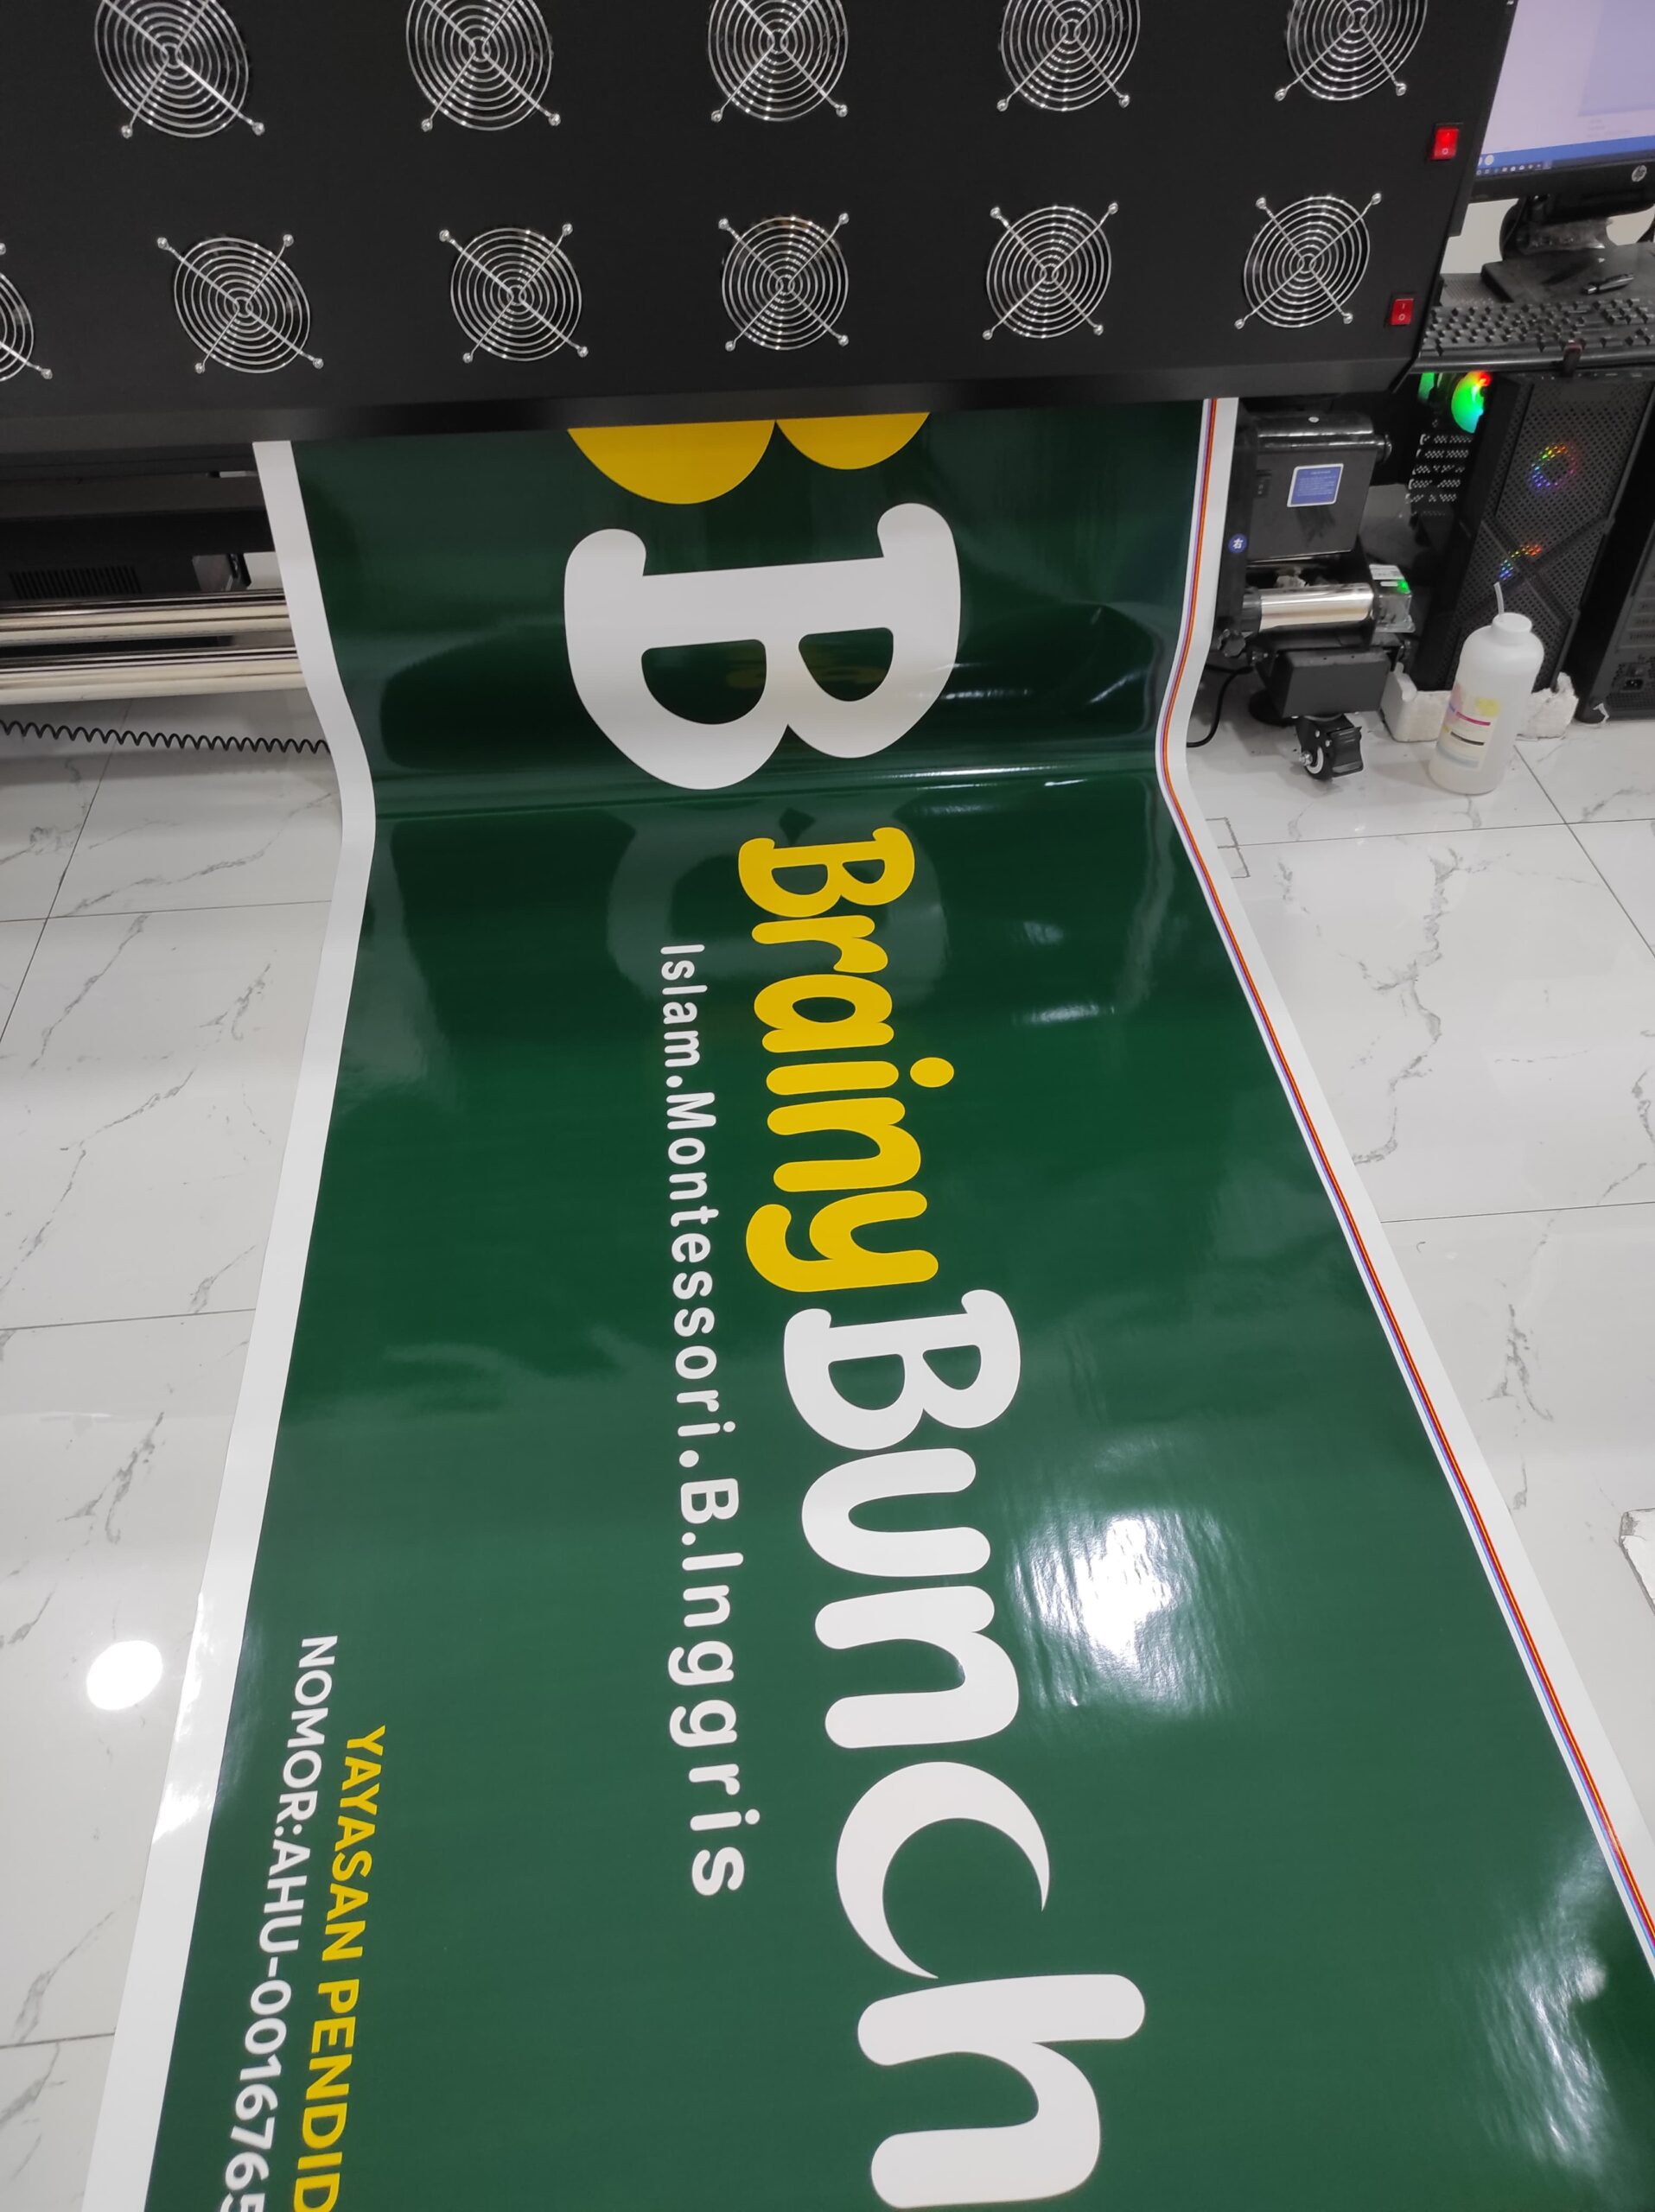 B
B
BrainyBunch
Islam.Montessori.B.Inggris
YAYASAN PENDID
NOMOR:AHU-0016765